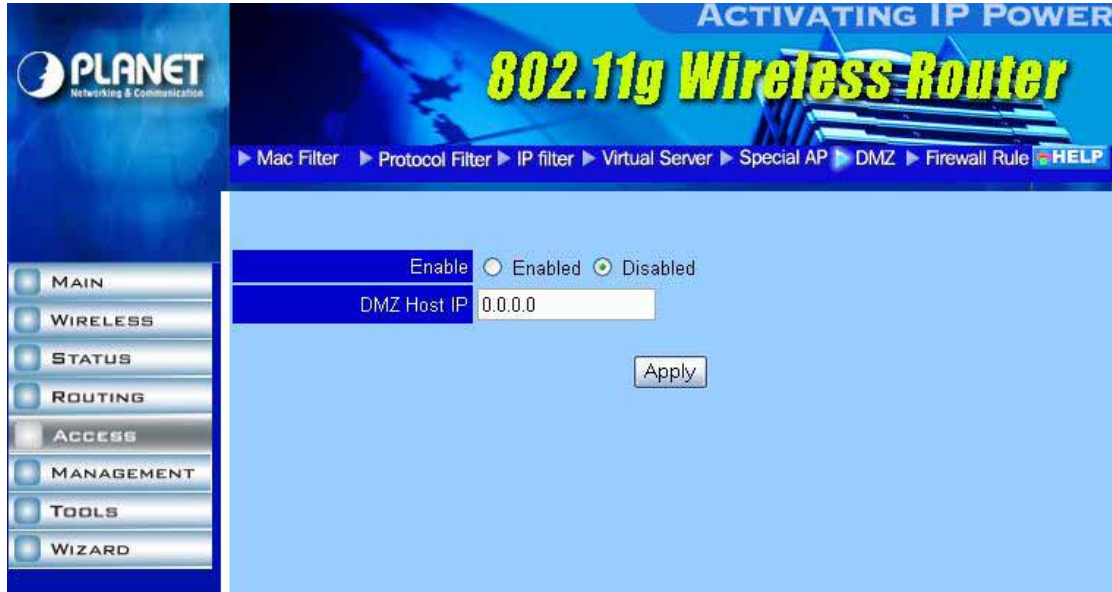 ACTIVATING IP POWER
PLANET
Networking & Communication
802.11g Wireless Router
Mac Filter Protocol Filter IP filter Virtual Server Special AP DMZ Firewall Rule HELP
Enable Enabled Disabled
DMZ Host IP 0.0.0.0
Apply
MAIN
WIRELESS
STATUS
ROUTING
ACCESS
MANAGEMENT
TOOLS
WIZARD